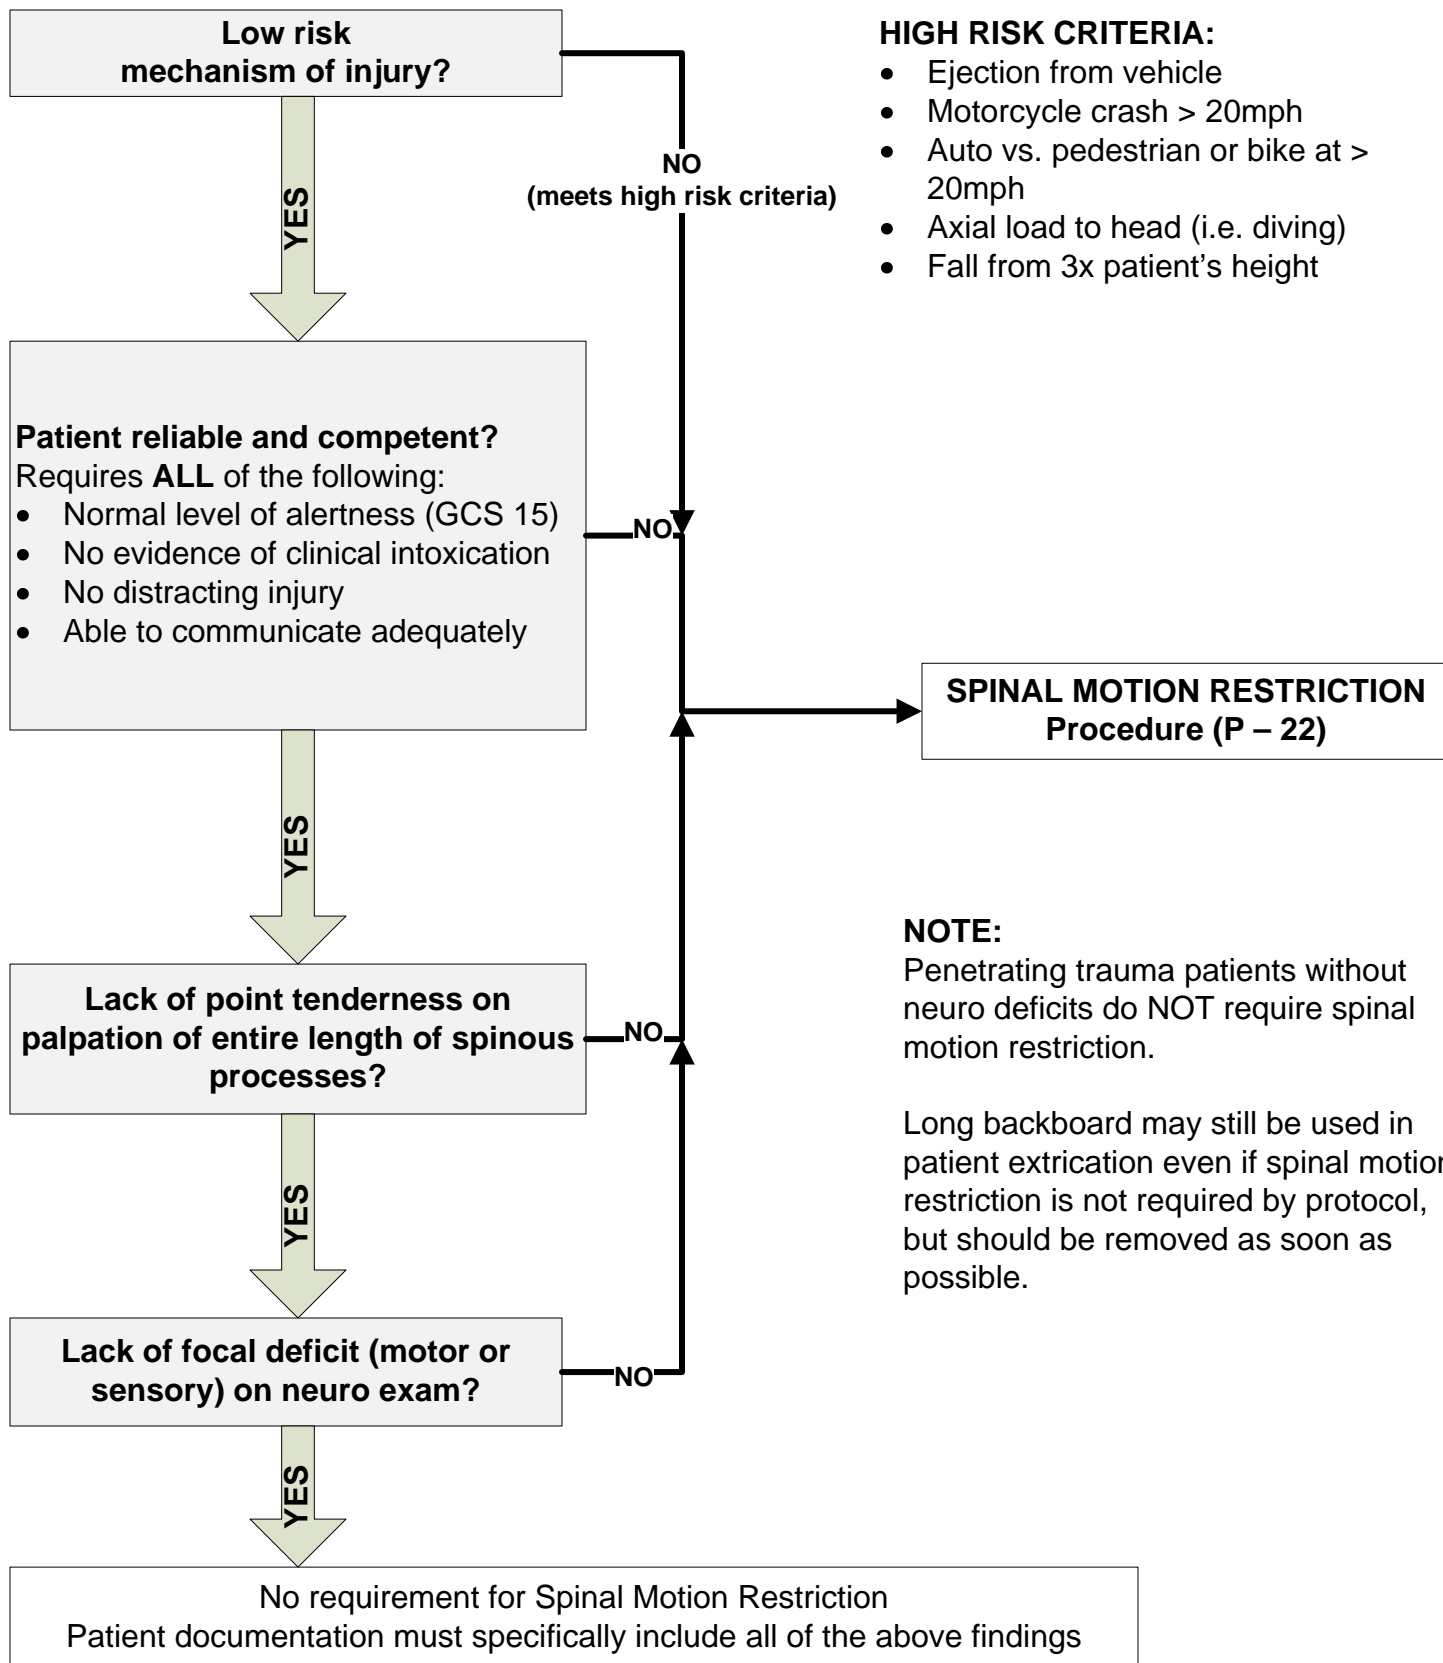 Low risk
mechanism of injury?
HIGH RISK CRITERIA:
• Ejection from vehicle
• Motorcycle crash > 20mph
• Auto vs. pedestrian or bike at >
20mph
• Axial load to head (i.e. diving)
• Fall from 3x patient's height
NO
(meets high risk criteria)
YES
Patient reliable and competent?
Requires ALL of the following:
• Normal level of alertness (GCS 15)
• No evidence of clinical intoxication
• No distracting injury
• Able to communicate adequately
NO
SPINAL MOTION RESTRICTION
Procedure (P – 22)
YES
Lack of point tenderness on
palpation of entire length of spinous
processes?
NO
NOTE:
Penetrating trauma patients without
neuro deficits do NOT require spinal
motion restriction.
Long backboard may still be used in
patient extrication even if spinal motion
restriction is not required by protocol,
but should be removed as soon as
possible.
YES
Lack of focal deficit (motor or
sensory) on neuro exam?
NO
YES
No requirement for Spinal Motion Restriction
Patient documentation must specifically include all of the above findings